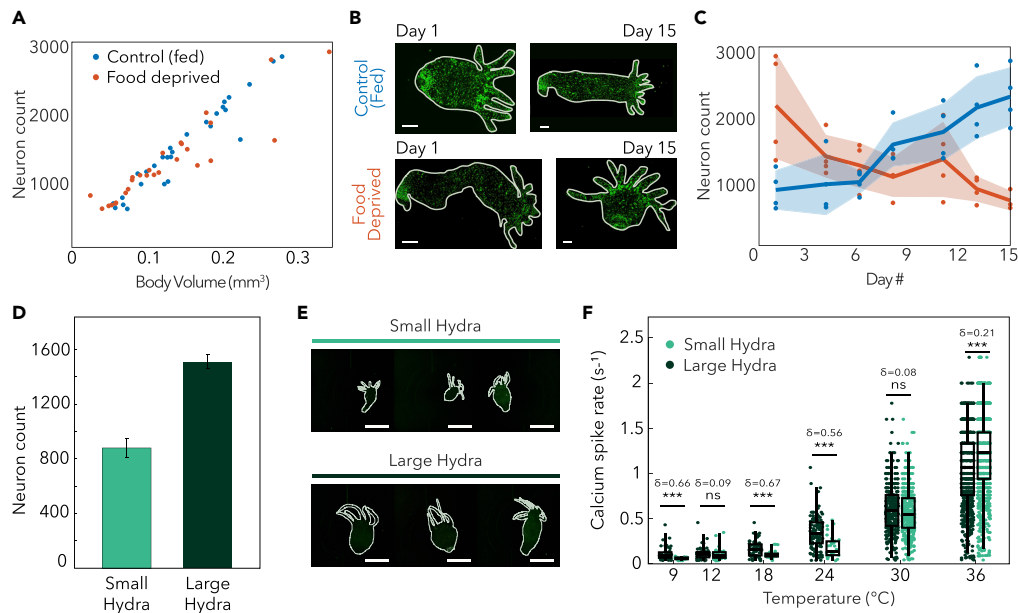 A
3000
2000
1000
0
Neuron count
Control (fed)
Food deprived
0
0.1
0.2
0.3
Body Volume (mm³)
B
Day 1
Day 15
Control
(Fed)
Day 1
Day 15
Food
Deprived
C
3000
2000
1000
0
Neuron count
0
3
6
9
12
15
Day #
D
1600
1200
800
400
0
Neuron count
Small
Hydra
Large
Hydra
E
Small Hydra
Large Hydra
F
2.5
2
1.5
1
0.5
0
Calcium spike rate (s⁻¹)
Small Hydra
Large Hydra
δ=0.66
***
δ=0.09
ns
δ=0.67
***
δ=0.56
***
δ=0.08
ns
δ=0.21
***
9
12
18
24
30
36
Temperature (°C)